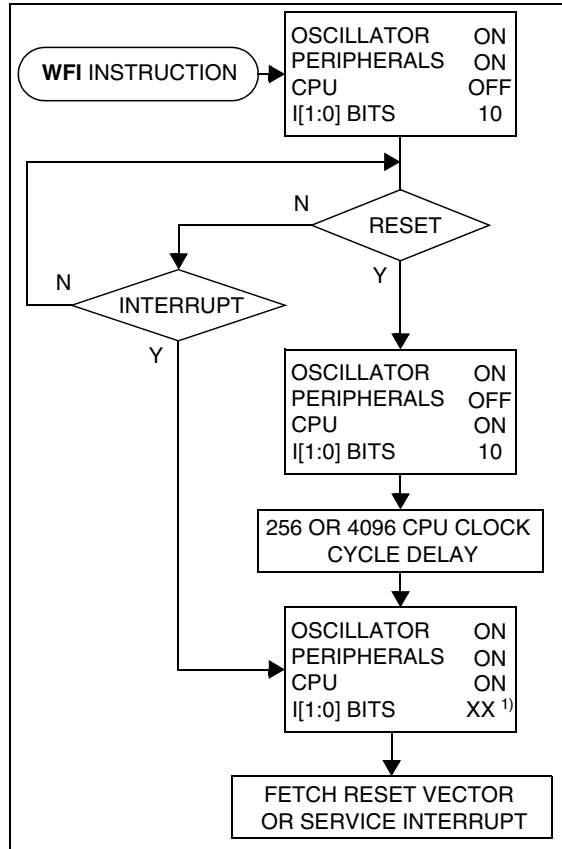 WFI INSTRUCTION
OSCILLATOR ON
PERIPHERALS ON
CPU OFF
I[1:0] BITS 10
N
RESET
Y
N
INTERRUPT
Y
OSCILLATOR ON
PERIPHERALS OFF
CPU ON
I[1:0] BITS 10
256 OR 4096 CPU CLOCK
CYCLE DELAY
OSCILLATOR ON
PERIPHERALS ON
CPU ON
I[1:0] BITS XX 1)
FETCH RESET VECTOR
OR SERVICE INTERRUPT